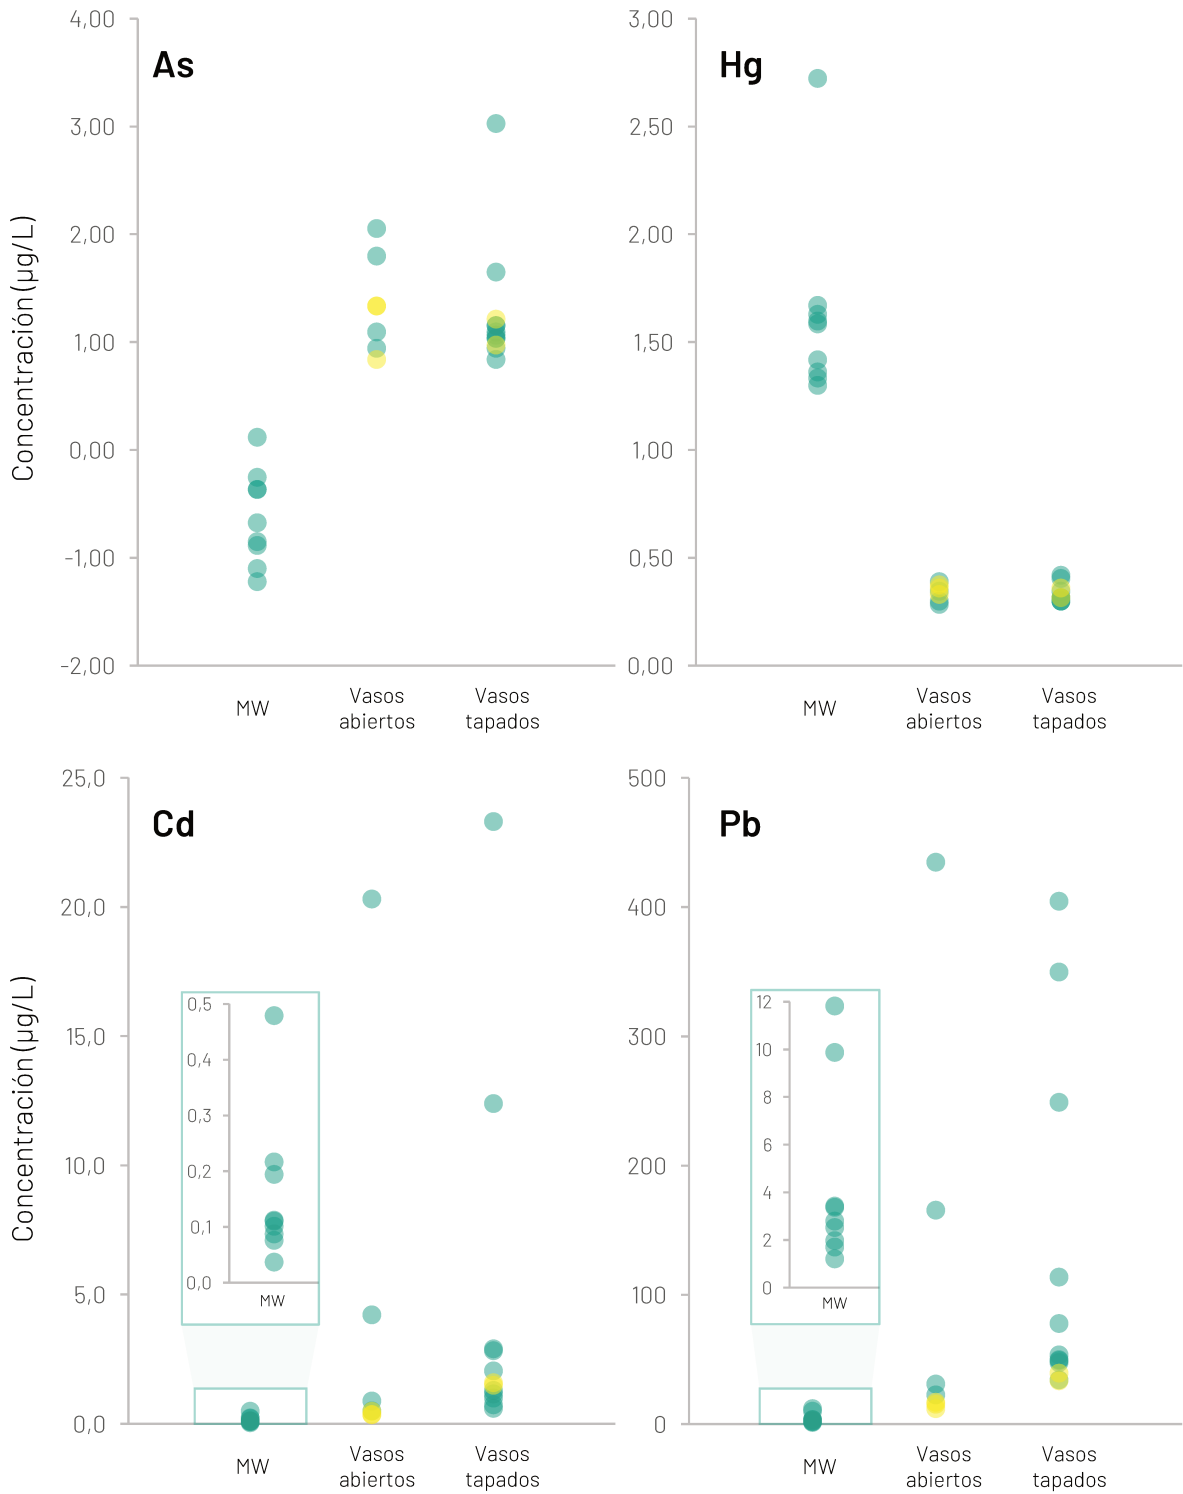 As
Concentración (µg/L)
4,00
3,00
2,00
1,00
0,00
-1,00
-2,00
MW
Vasos
abiertos
Vasos
tapados
Hg
3,00
2,50
2,00
1,50
1,00
0,50
0,00
MW
Vasos
abiertos
Vasos
tapados
Cd
Concentración (µg/L)
25,0
20,0
15,0
10,0
5,0
0,0
0,5
0,4
0,3
0,2
0,1
0,0
MW
MW
Vasos
abiertos
Vasos
tapados
Pb
500
400
300
200
100
0
12
10
8
6
4
2
0
MW
MW
Vasos
abiertos
Vasos
tapados